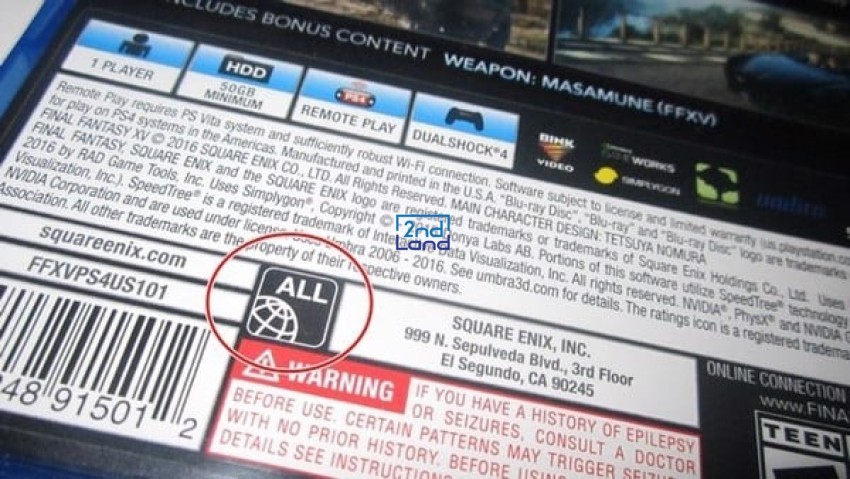 INCLUDES BONUS CONTENT WEAPON: MASAMUNE (FFXV)
1 PLAYER
HDD
50GB
MINIMUM
REMOTE PLAY
DUALSHOCK®4
BINK
VIDEO
SIMPLYGON
umbra
Remote Play requires PS Vita system and sufficiently robust Wi-Fi connection. Software subject to license and limited warranty (us.playstation.co
for play on PS4 systems in the Americas. Manufactured and printed in the U.S.A. "Blu-ray Disc", "Blu-ray" and "Blu-ray Disc" logo are trademarks
FINAL FANTASY XV © 2016 SQUARE ENIX CO., LTD. All Rights Reserved. MAIN CHARACTER DESIGN: TETSUYA NOMURA
FINAL FANTASY, SQUARE ENIX and the SQUARE ENIX logo are registered trademarks or trademarks of Square Enix Holdings Co., Ltd. Uses
2016 by RAD Game Tools, Inc. Uses Simplygon®, Copyright © Donya Labs AB. Portions of this software utilize SpeedTree® technology
Visualization, Inc.). SpeedTree® is a registered trademark of Interactive Data Visualization, Inc. All rights reserved. NVIDIA®, PhysX® and NVIDIA G
NVIDIA Corporation and are used under license. Uses Umbra 2006 - 2016. See umbra3d.com for details. The ratings icon is a registered tradema
Association. All other trademarks are the property of their respective owners.
2nd
Land
squareenix.com
FFXVPS4US101
ALL
SQUARE ENIX, INC.
999 N. Sepulveda Blvd., 3rd Floor
El Segundo, CA 90245
48 91501 2
WARNING
IF YOU HAVE A HISTORY OF EPILEPSY
OR SEIZURES, CONSULT A DOCTOR
BEFORE USE. CERTAIN PATTERNS MAY TRIGGER SEIZUR
WITH NO PRIOR HISTORY. BEFORE USING
DETAILS SEE INSTRUCTION
ONLINE CONNECTION
WWW.FINA
TEEN